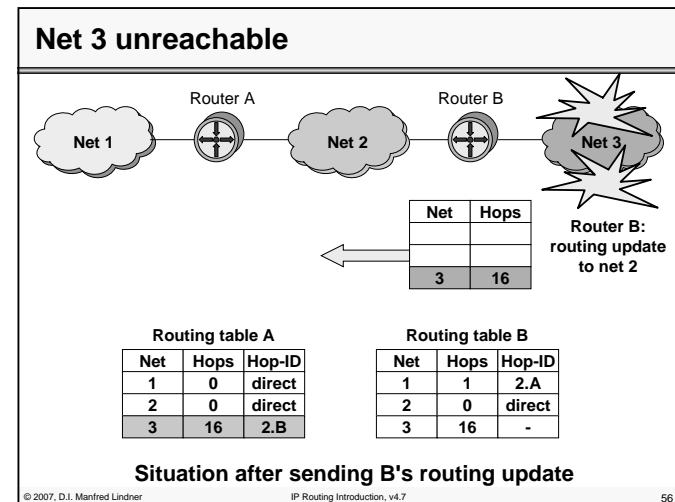 Net 3 unreachable
Router A
Router B
Net 1
Net 2
Net 3
Net Hops
3 16
Router B:
routing update
to net 2
Routing table A
Net Hops Hop-ID
1 0 direct
2 0 direct
3 16 2.B
Routing table B
Net Hops Hop-ID
1 1 2.A
2 0 direct
3 16 -
Situation after sending B's routing update
© 2007, D.I. Manfred Lindner
IP Routing Introduction, v4.7
56